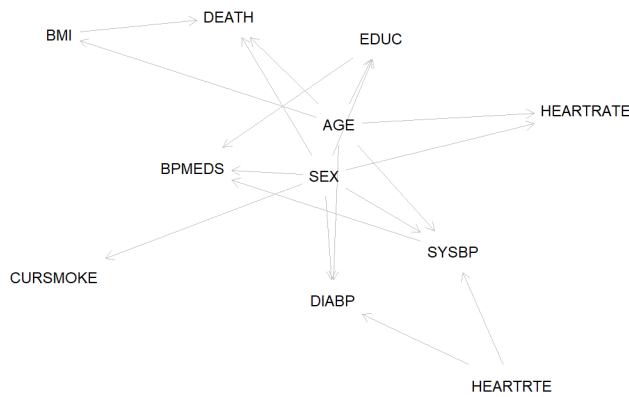 DEATH
BMI
EDUC
HEARTRATE
AGE
BPMEDS
SEX
SYSBP
CURSMOKE
DIABP
HEARTRTE